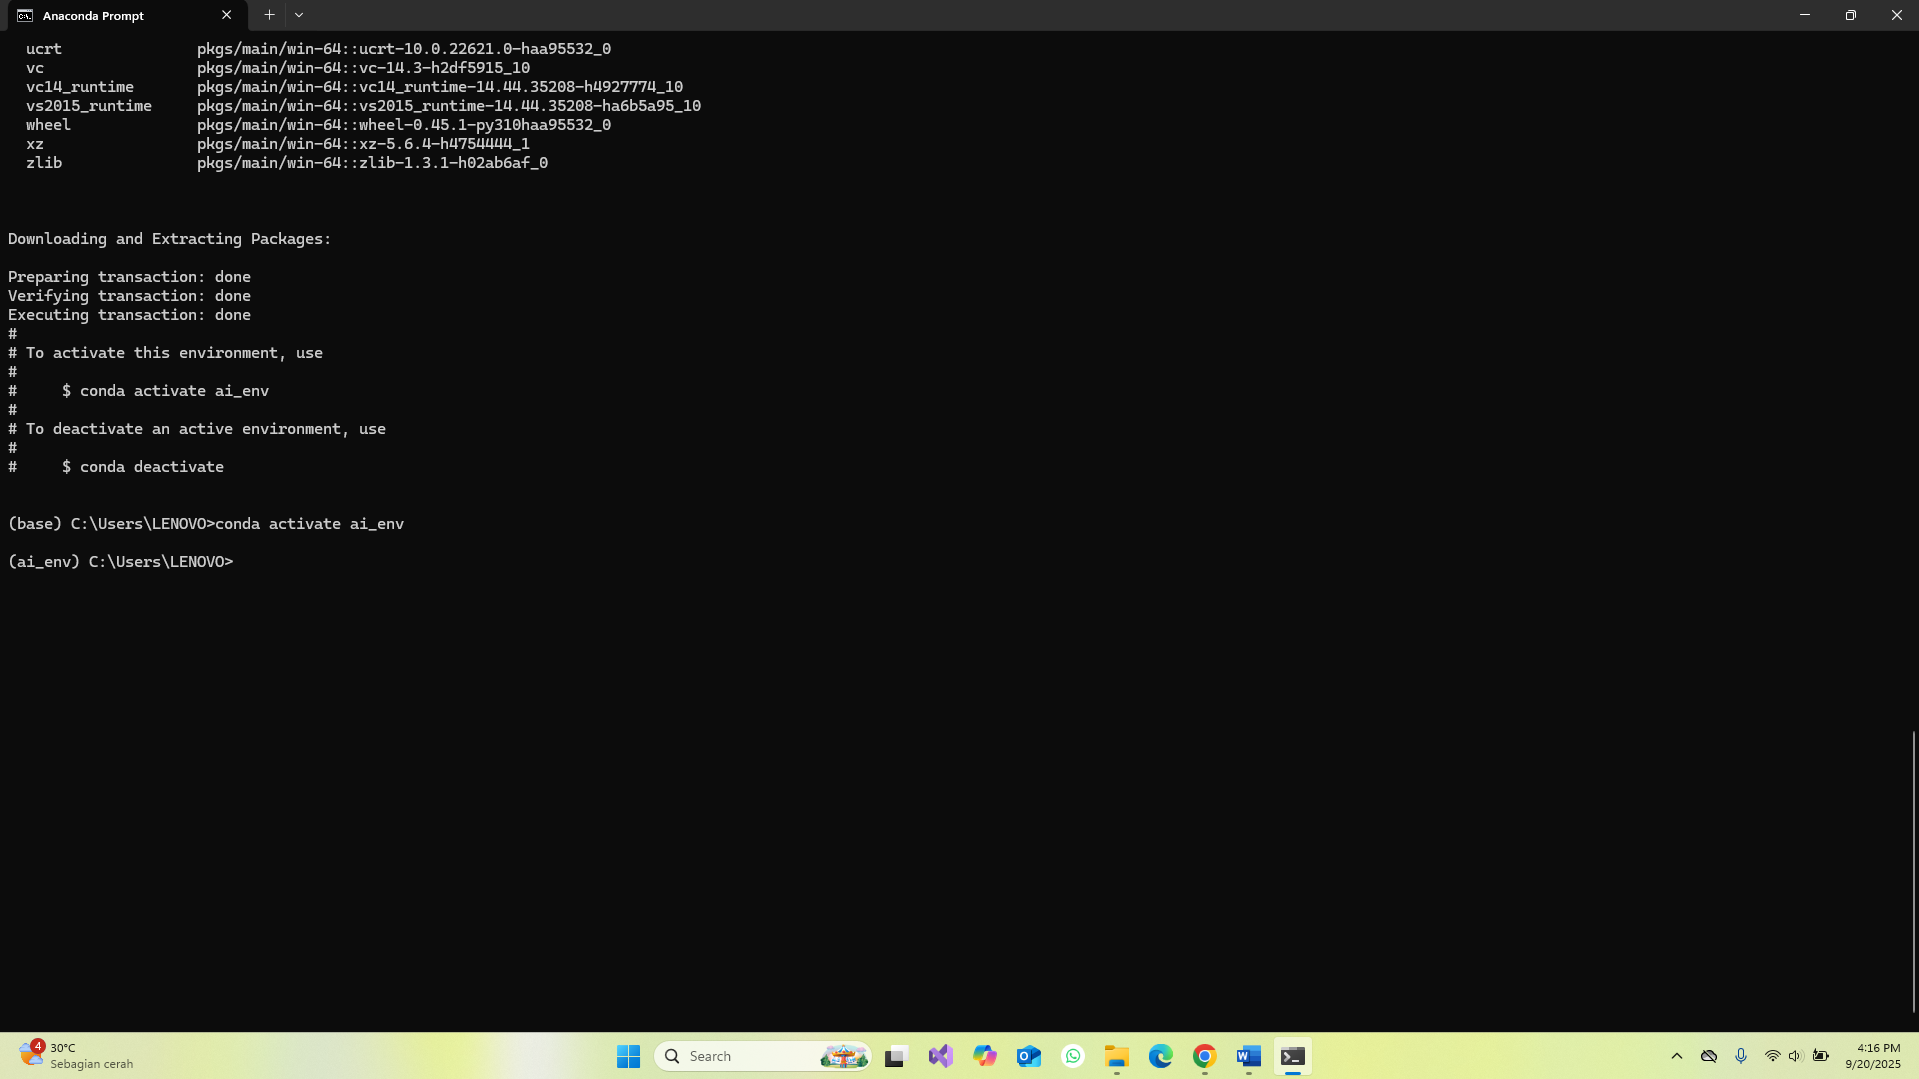 Anaconda Prompt
ucrt pkgs/main/win-64::ucrt-10.0.22621.0-haa95532_0
vc pkgs/main/win-64::vc-14.3-h2df5915_10
vc14_runtime pkgs/main/win-64::vc14_runtime-14.44.35208-h4927774_10
vs2015_runtime pkgs/main/win-64::vs2015_runtime-14.44.35208-ha6b5a95_10
wheel pkgs/main/win-64::wheel-0.45.1-py310haa95532_0
xz pkgs/main/win-64::xz-5.6.4-h4754444_1
zlib pkgs/main/win-64::zlib-1.3.1-h02ab6af_0
Downloading and Extracting Packages:
Preparing transaction: done
Verifying transaction: done
Executing transaction: done
#
# To activate this environment, use
#
#     $ conda activate ai_env
#
# To deactivate an active environment, use
#
#     $ conda deactivate
(base) C:\Users\LENOVO>conda activate ai_env
(ai_env) C:\Users\LENOVO>
4
30°C
Sebagian cerah
Search
4:16 PM
9/20/2025